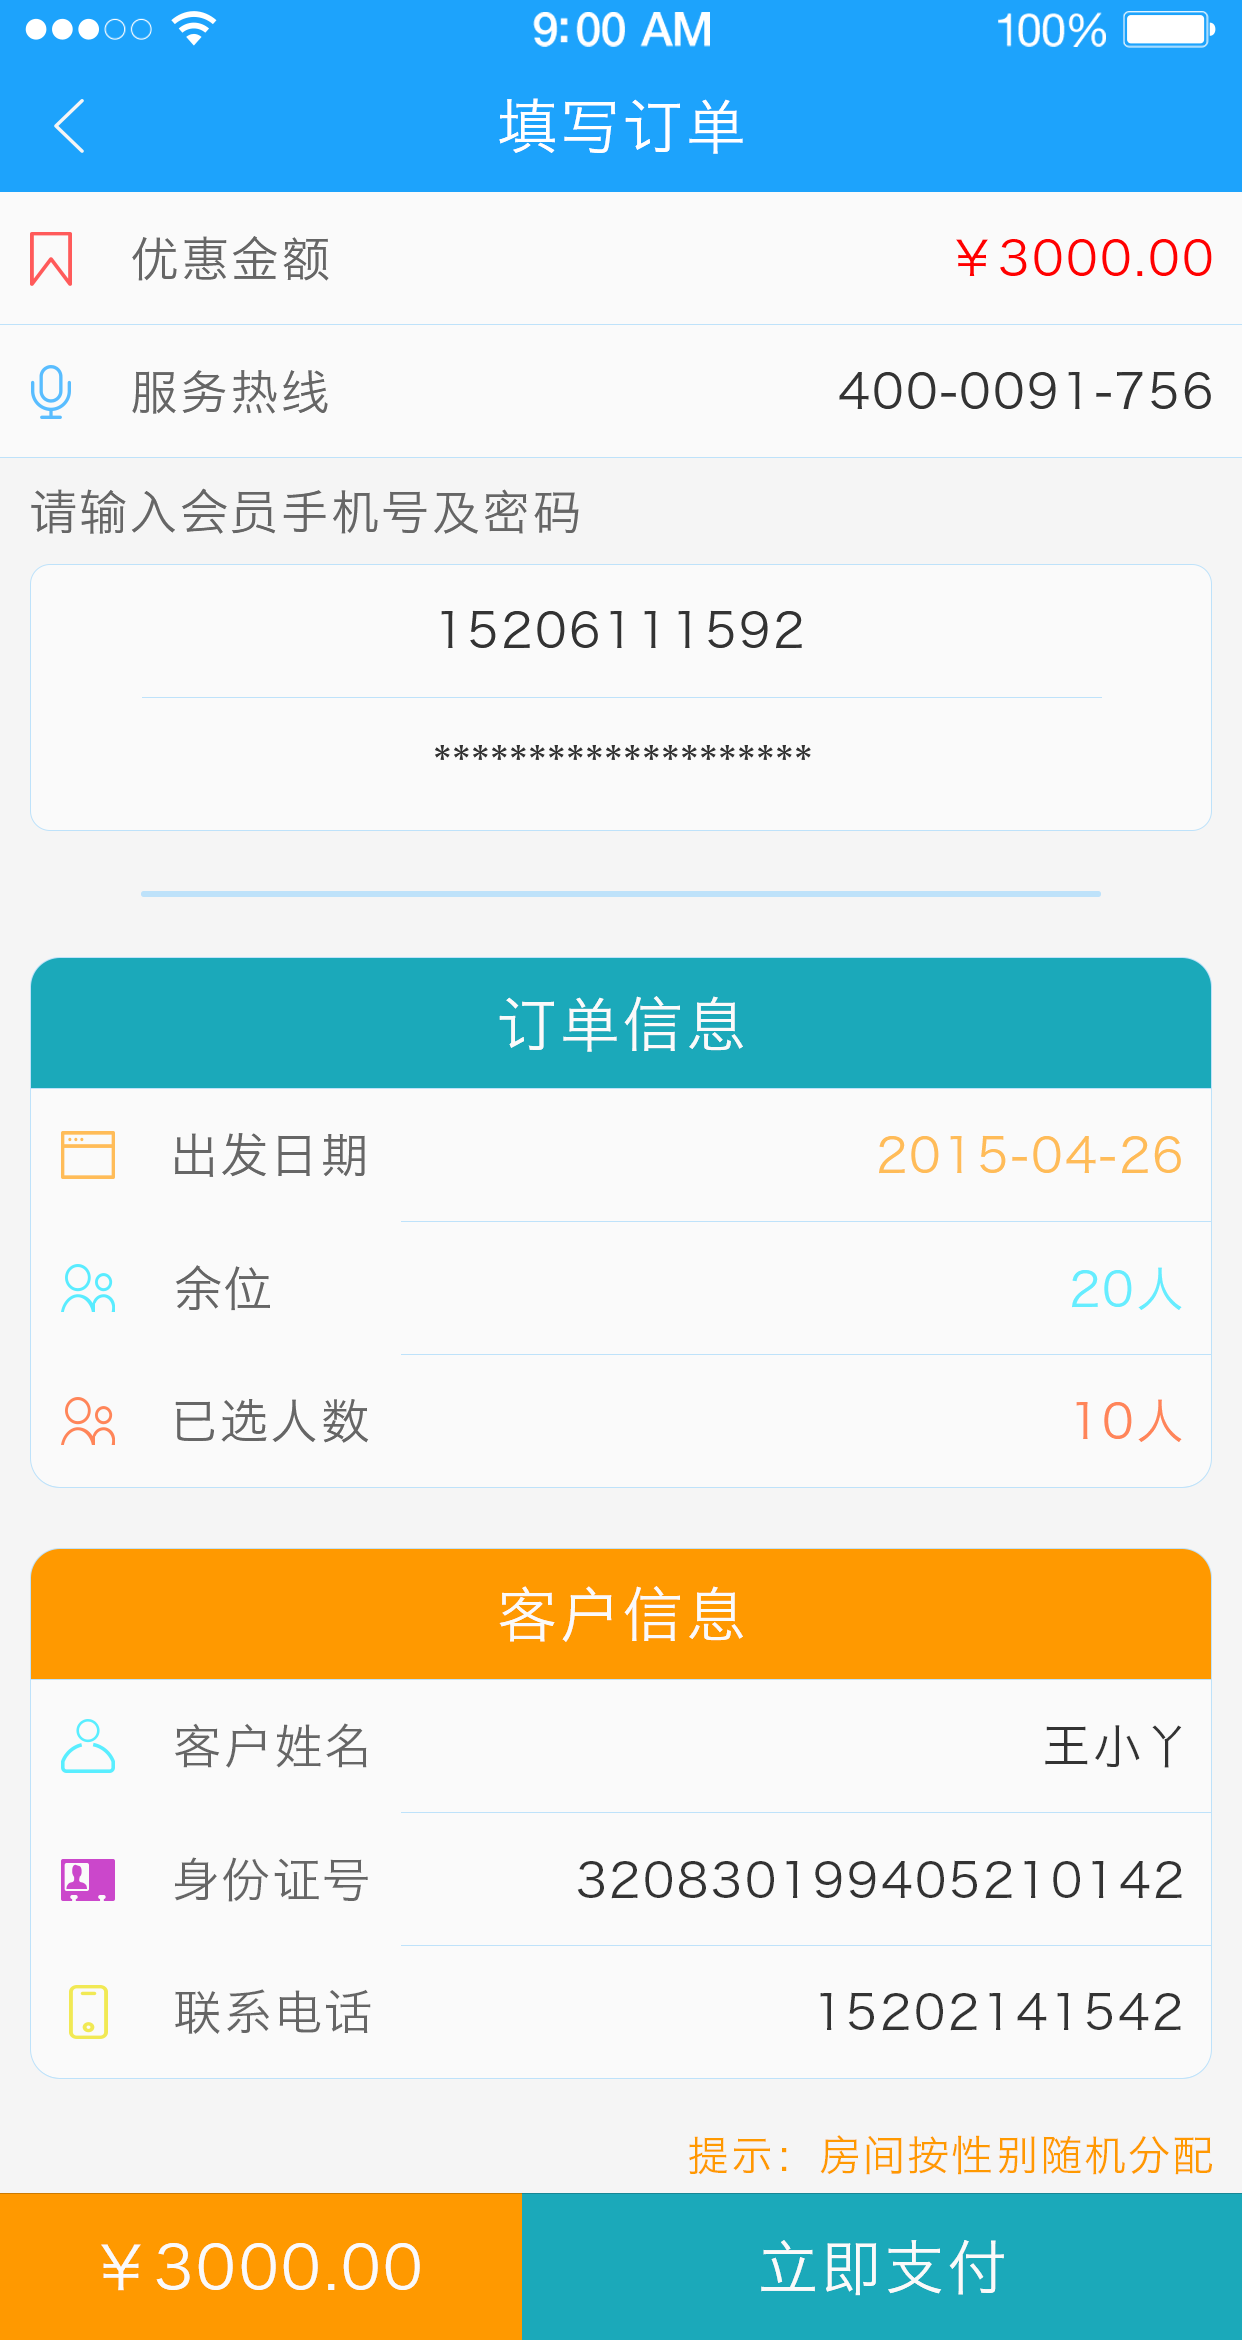 9:00 AM 100%
填写订单
优惠金额 ￥3000.00
服务热线 400-0091-756
请输入会员手机号及密码
15206111592
********************
订单信息
出发日期 2015-04-26
余位 20人
已选人数 10人
客户信息
客户姓名 王小丫
身份证号 320830199405210142
联系电话 15202141542
提示：房间按性别随机分配
￥3000.00 立即支付